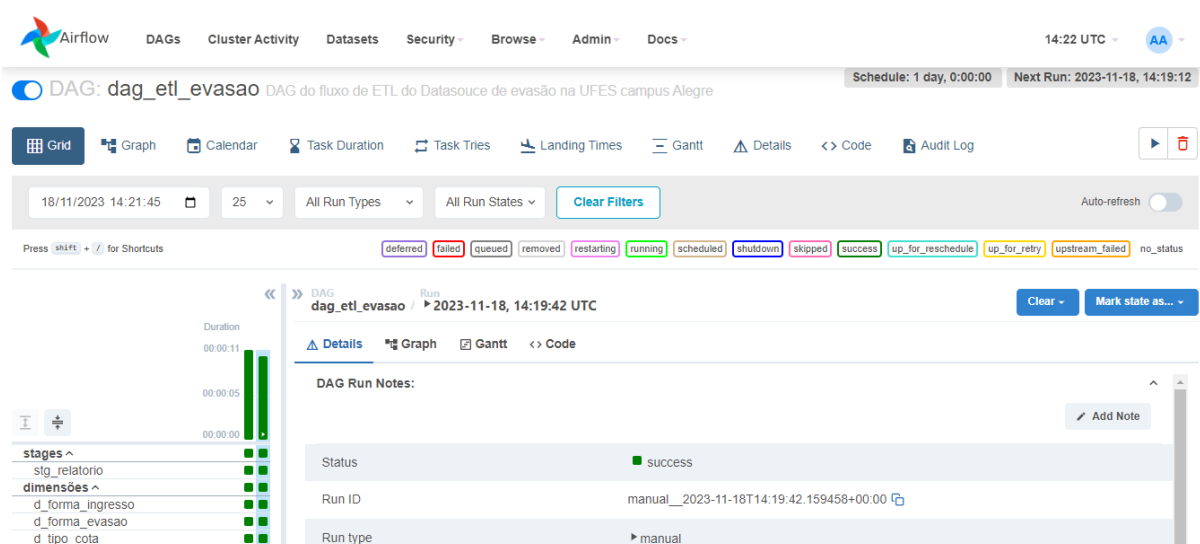 Airflow DAGs Cluster Activity Datasets Security Browse Admin Docs 14:22 UTC AA
DAG: dag_etl_evasao DAG do fluxo de ETL do Datasouce de evasão na UFES campus Alegre Schedule: 1 day, 0:00:00 Next Run: 2023-11-18, 14:19:12
Grid Graph Calendar Task Duration Task Tries Landing Times Gantt Details Code Audit Log
18/11/2023 14:21:45 25 All Run Types All Run States Clear Filters Auto-refresh
Press shift + / for Shortcuts deferred failed queued removed restarting running scheduled shutdown skipped success up_for_reschedule up_for_retry upstream_failed no_status
DAG Run
dag_etl_evasao / 2023-11-18, 14:19:42 UTC Clear Mark state as...
Duration
00:00:11
00:00:05
00:00:00
Details Graph Gantt Code
DAG Run Notes:
Add Note
stages
stg_relatorio
dimensões
d_forma_ingresso
d_forma_evasao
d_tipo_cota
Status success
Run ID manual__2023-11-18T14:19:42.159458+00:00
Run type manual